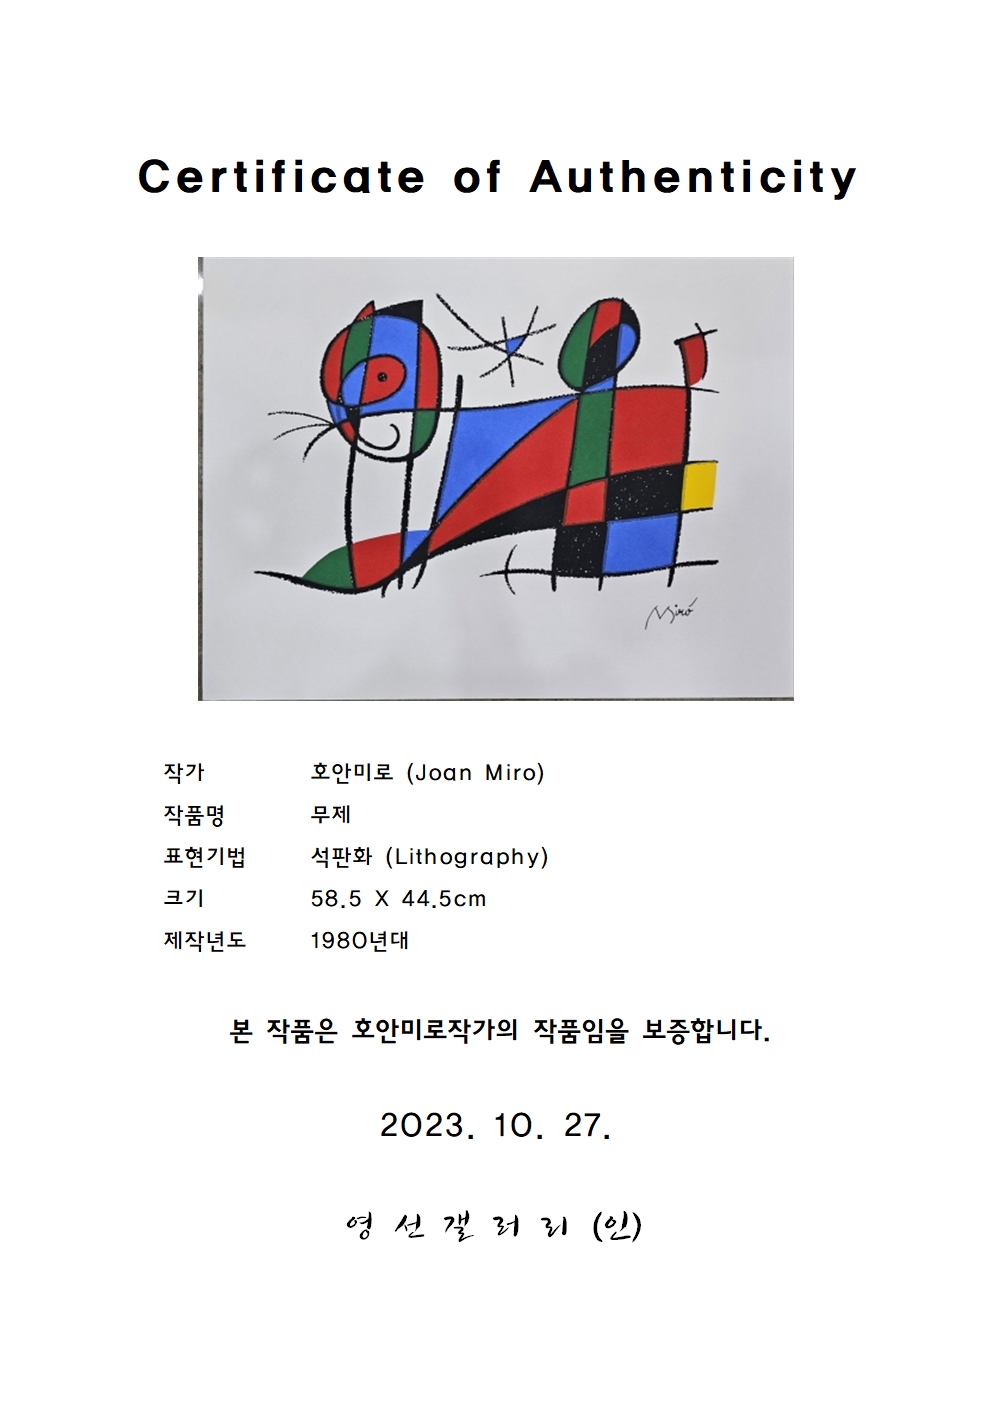 Certificate of Authenticity
Miró
작가 호안미로 (Joan Miro)
작품명 무제
표현기법 석판화 (Lithography)
크기 58.5 X 44.5cm
제작년도 1980년대
본 작품은 호안미로작가의 작품임을 보증합니다.
2023. 10. 27.
영 선 갤 러 리 (인)